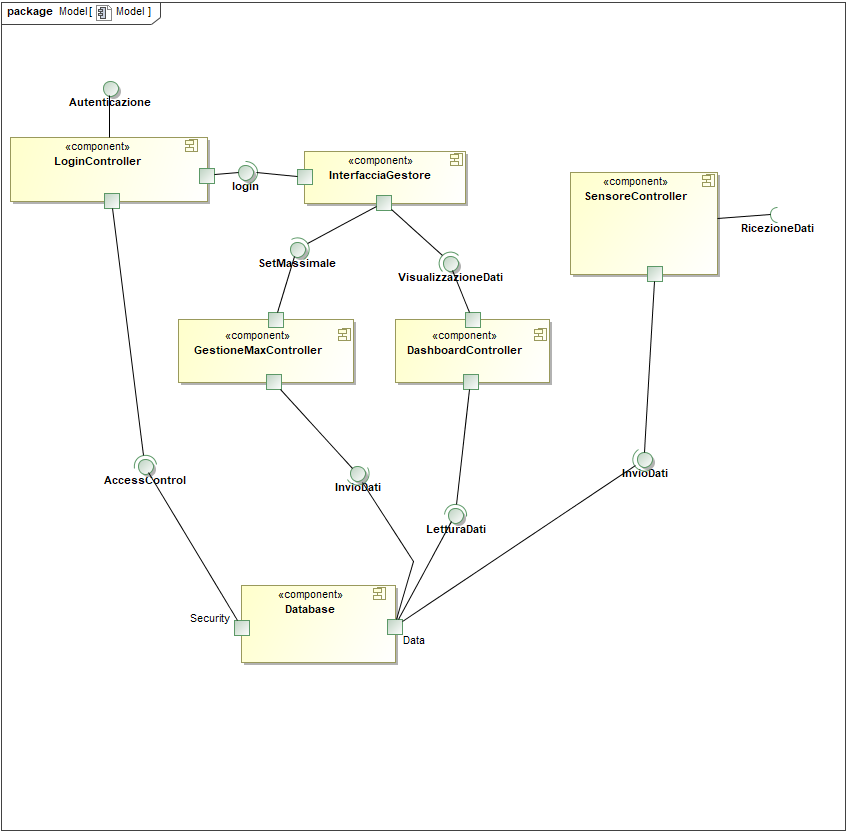 package Model[ Model ]
Autenticazione
«component»
LoginController
login
«component»
InterfacciaGestore
«component»
SensoreController
RicezioneDati
SetMassimale
VisualizzazioneDati
«component»
GestioneMaxController
«component»
DashboardController
AccessControl
InvioDati
InvioDati
LetturaDati
«component»
Database
Security
Data